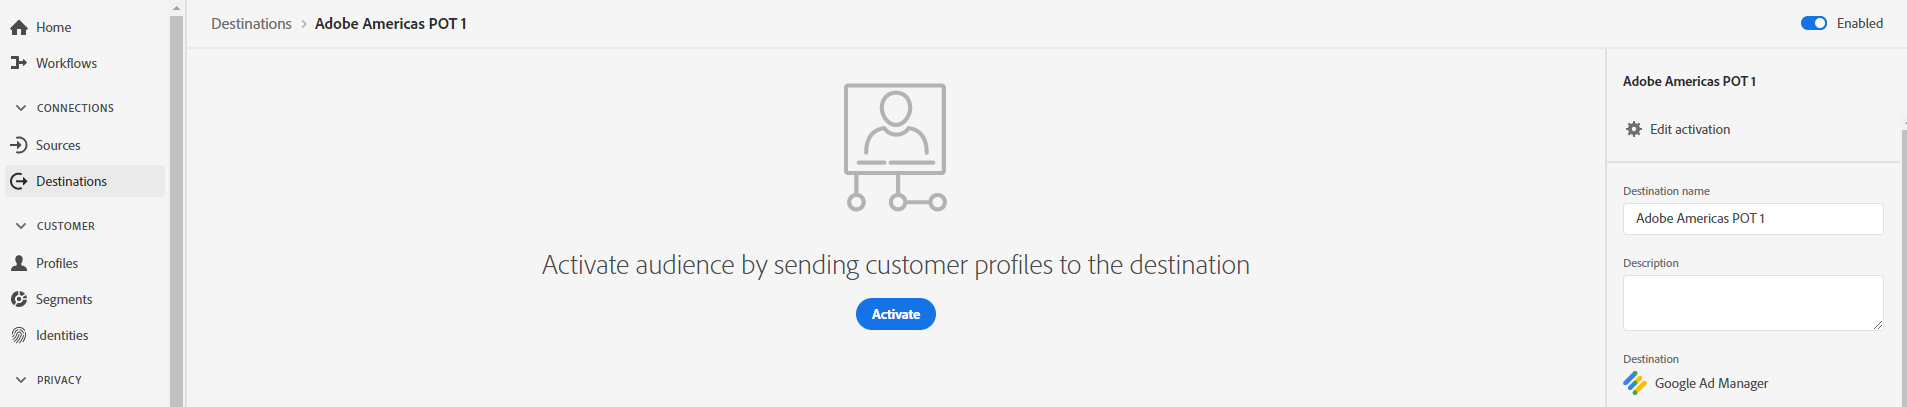 Home
Workflows
CONNECTIONS
Sources
Destinations
CUSTOMER
Profiles
Segments
Identities
PRIVACY
Destinations › Adobe Americas POT 1
Enabled
Activate audience by sending customer profiles to the destination
Activate
Adobe Americas POT 1
Edit activation
Destination name
Adobe Americas POT 1
Description
Destination
Google Ad Manager